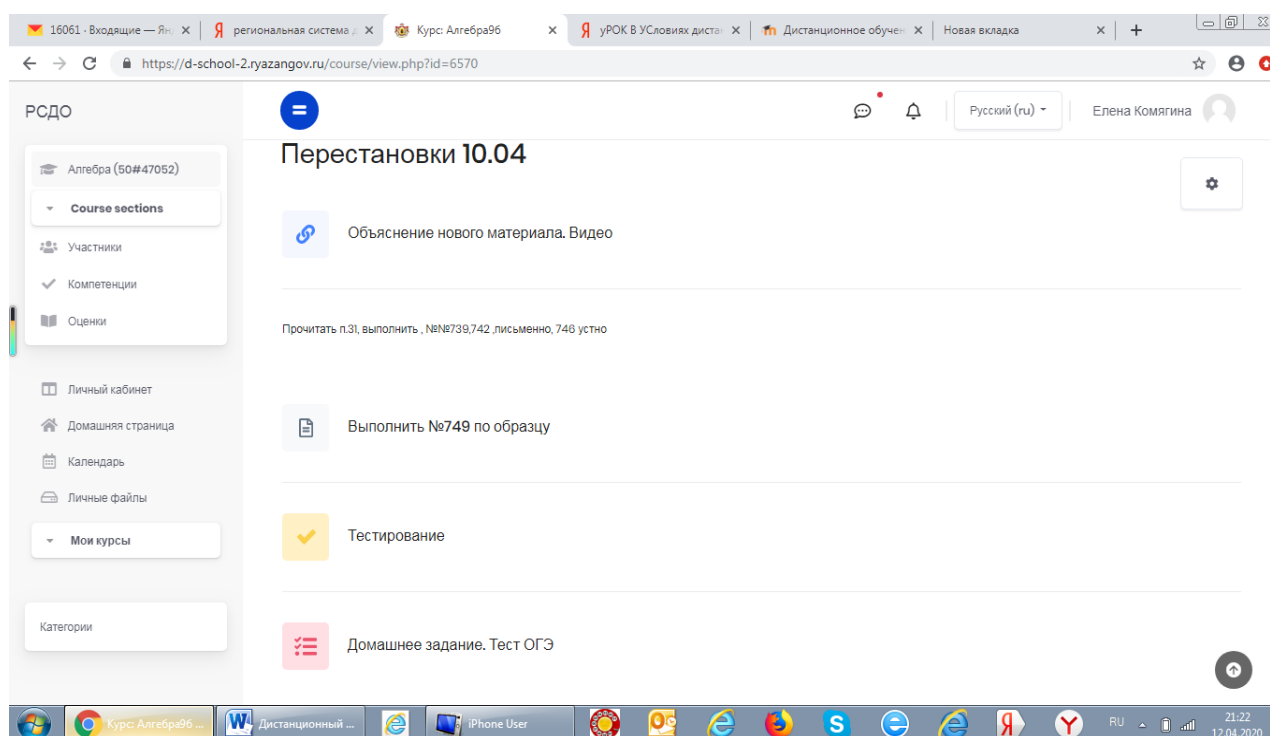 16061 · Входящие — Ян
региональная система д
Курс: Алгебра9б
уРОК В УСловиях диста
Дистанционное обучен
Новая вкладка
https://d-school-2.ryazangov.ru/course/view.php?id=6570
РСДО
Русский (ru)
Елена Комягина
Алгебра (50#47052)
Course sections
Участники
Компетенции
Оценки
Личный кабинет
Домашняя страница
Календарь
Личные файлы
Мои курсы
Категории
Перестановки 10.04
Объяснение нового материала. Видео
Прочитать п.31, выполнить , №№739,742 ,письменно, 746 устно
Выполнить №749 по образцу
Тестирование
Домашнее задание. Тест ОГЭ
Курс: Алгебра9б ...
Дистанционный ...
iPhone User
RU
21:22
12.04.2020